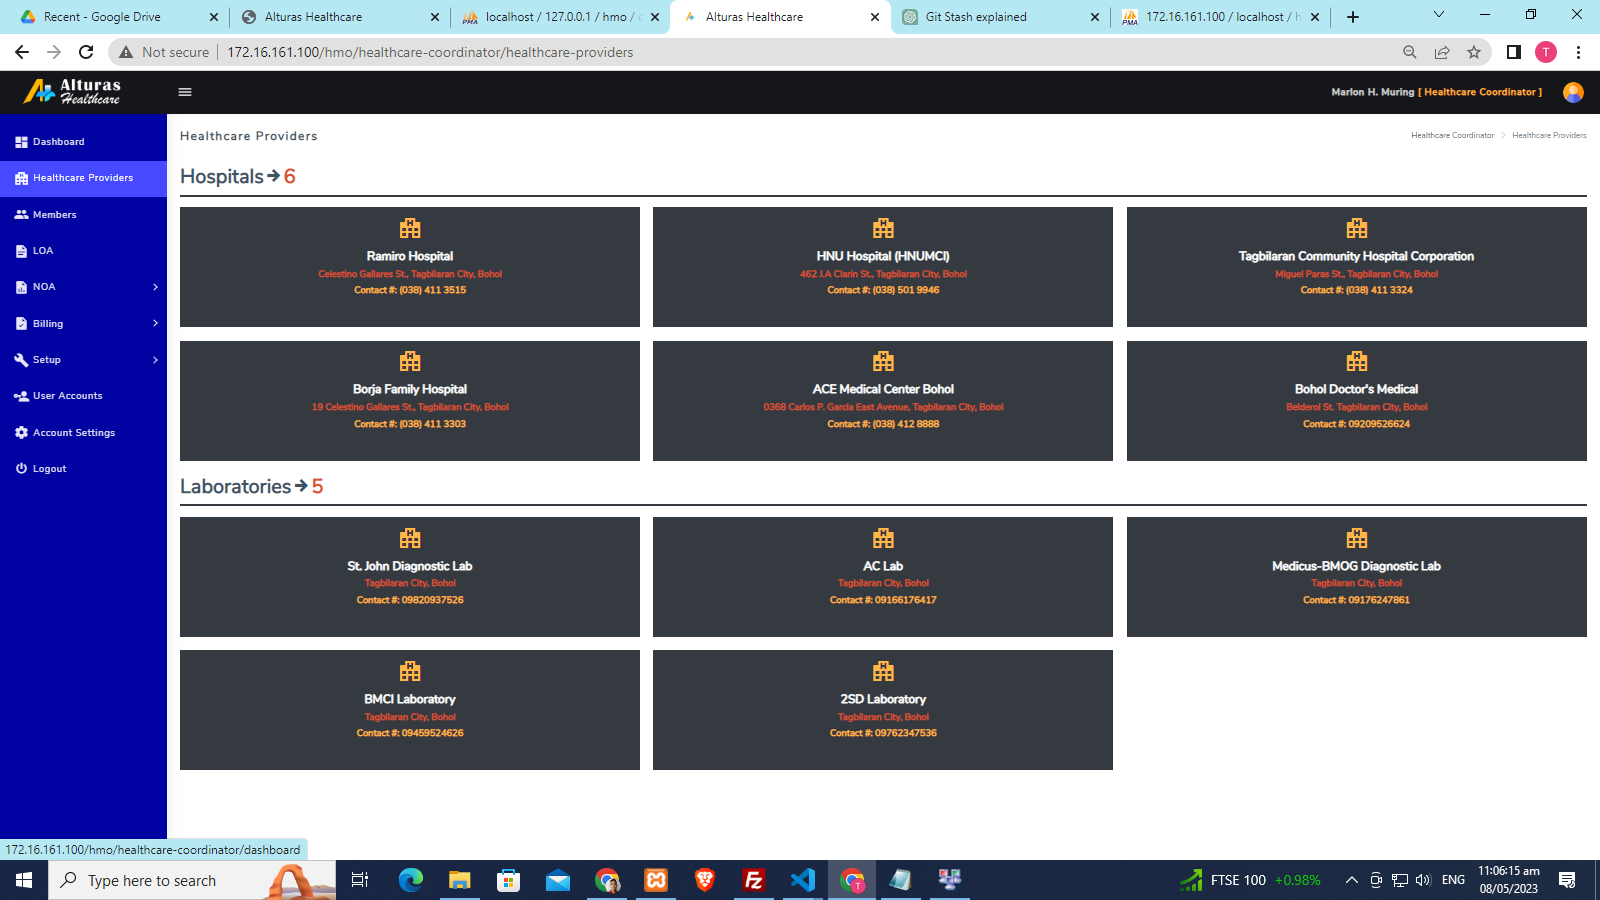 Recent - Google Drive
Alturas Healthcare
localhost / 127.0.0.1 / hmo /
Alturas Healthcare
Git Stash explained
172.16.161.100 / localhost /
Not secure
172.16.161.100/hmo/healthcare-coordinator/healthcare-providers
T
Alturas
Healthcare
Marlon H. Muring [ Healthcare Coordinator ]
Dashboard
Healthcare Providers
Members
LOA
NOA
Billing
Setup
User Accounts
Account Settings
Logout
Healthcare Providers
Healthcare Coordinator > Healthcare Providers
Hospitals → 6
Ramiro Hospital
Celestino Gallares St., Tagbilaran City, Bohol
Contact #: (038) 411 3515
HNU Hospital (HNUMCI)
462 J.A Clarin St., Tagbilaran City, Bohol
Contact #: (038) 501 9946
Tagbilaran Community Hospital Corporation
Miguel Paras St., Tagbilaran City, Bohol
Contact #: (038) 411 3324
Borja Family Hospital
19 Celestino Gallares St., Tagbilaran City, Bohol
Contact #: (038) 411 3303
ACE Medical Center Bohol
0368 Carlos P. Garcia East Avenue, Tagbilaran City, Bohol
Contact #: (038) 412 8888
Bohol Doctor's Medical
Belderol St. Tagbilaran City, Bohol
Contact #: 09209526624
Laboratories → 5
St. John Diagnostic Lab
Tagbilaran City, Bohol
Contact #: 09820937526
AC Lab
Tagbilaran City, Bohol
Contact #: 09166176417
Medicus-BMOG Diagnostic Lab
Tagbilaran City, Bohol
Contact #: 09176247861
BMCI Laboratory
Tagbilaran City, Bohol
Contact #: 09459524626
2SD Laboratory
Tagbilaran City, Bohol
Contact #: 09762347536
172.16.161.100/hmo/healthcare-coordinator/dashboard
Type here to search
FTSE 100 +0.98%
ENG
11:06:15 am
08/05/2023